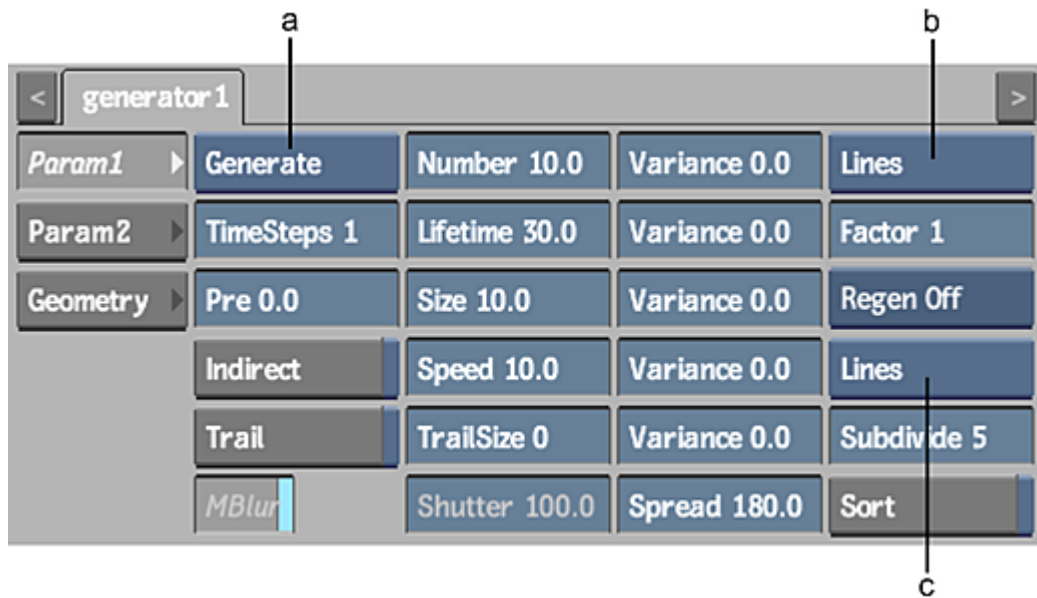 a b
< generator1 >
Param1 Generate Number 10.0 Variance 0.0 Lines
Param2 TimeSteps 1 Lifetime 30.0 Variance 0.0 Factor 1
Geometry Pre 0.0 Size 10.0 Variance 0.0 Regen Off
Indirect Speed 10.0 Variance 0.0 Lines
Trail TrailSize 0 Variance 0.0 Subdivide 5
MBlur Shutter 100.0 Spread 180.0 Sort
c